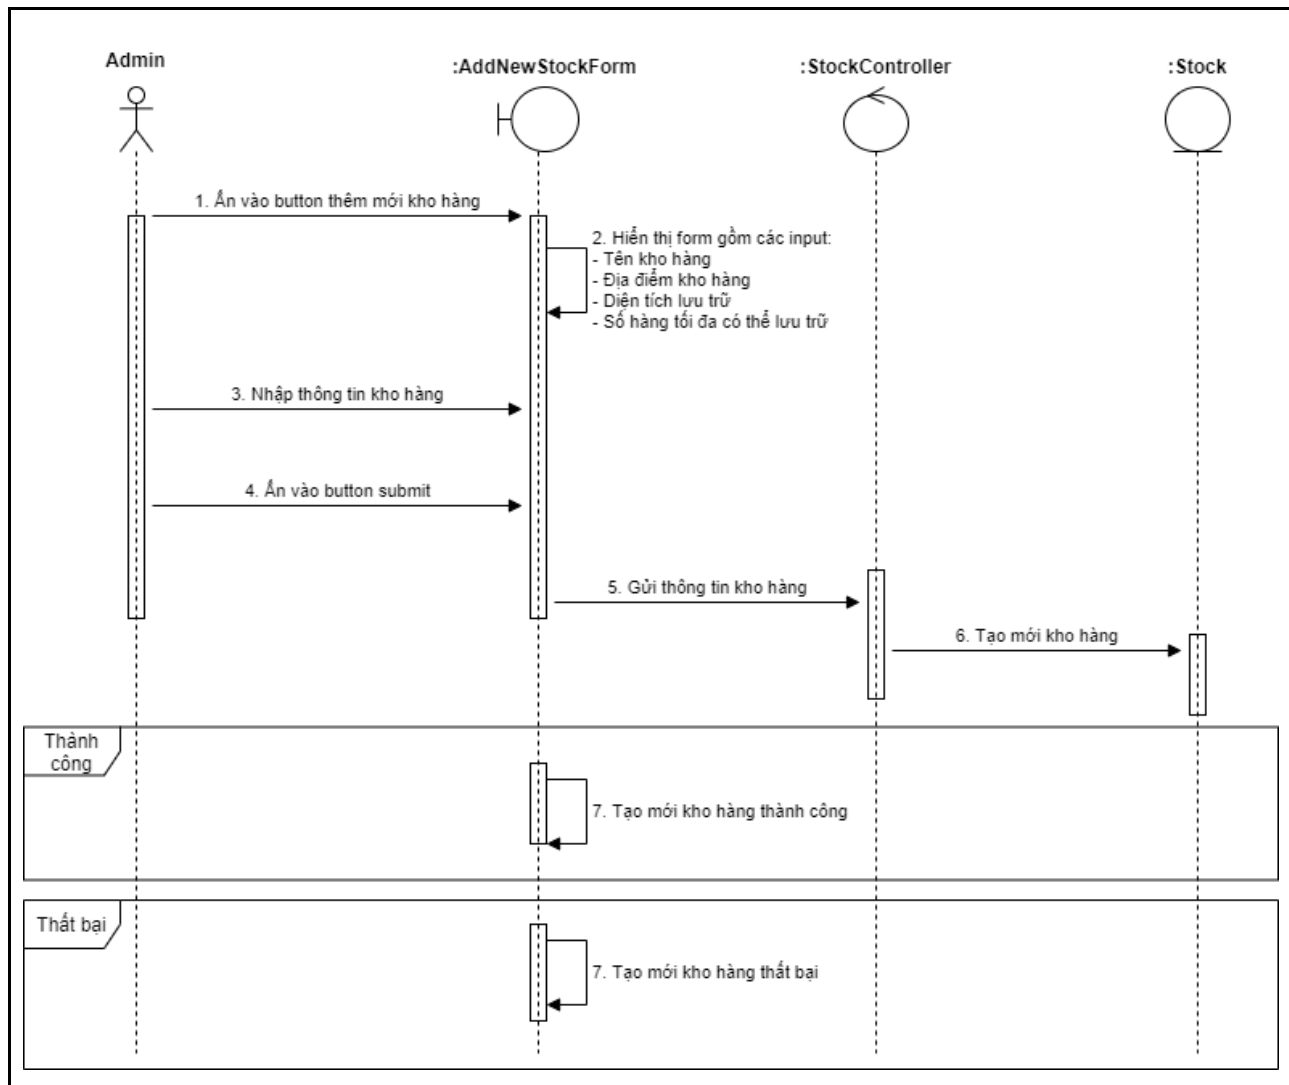 Admin
:AddNewStockForm
:StockController
:Stock
1. Ấn vào button thêm mới kho hàng
2. Hiển thị form gồm các input:
- Tên kho hàng
- Địa điểm kho hàng
- Diện tích lưu trữ
- Số hàng tối đa có thể lưu trữ
3. Nhập thông tin kho hàng
4. Ấn vào button submit
5. Gửi thông tin kho hàng
6. Tạo mới kho hàng
Thành
công
7. Tạo mới kho hàng thành công
Thất bại
7. Tạo mới kho hàng thất bại